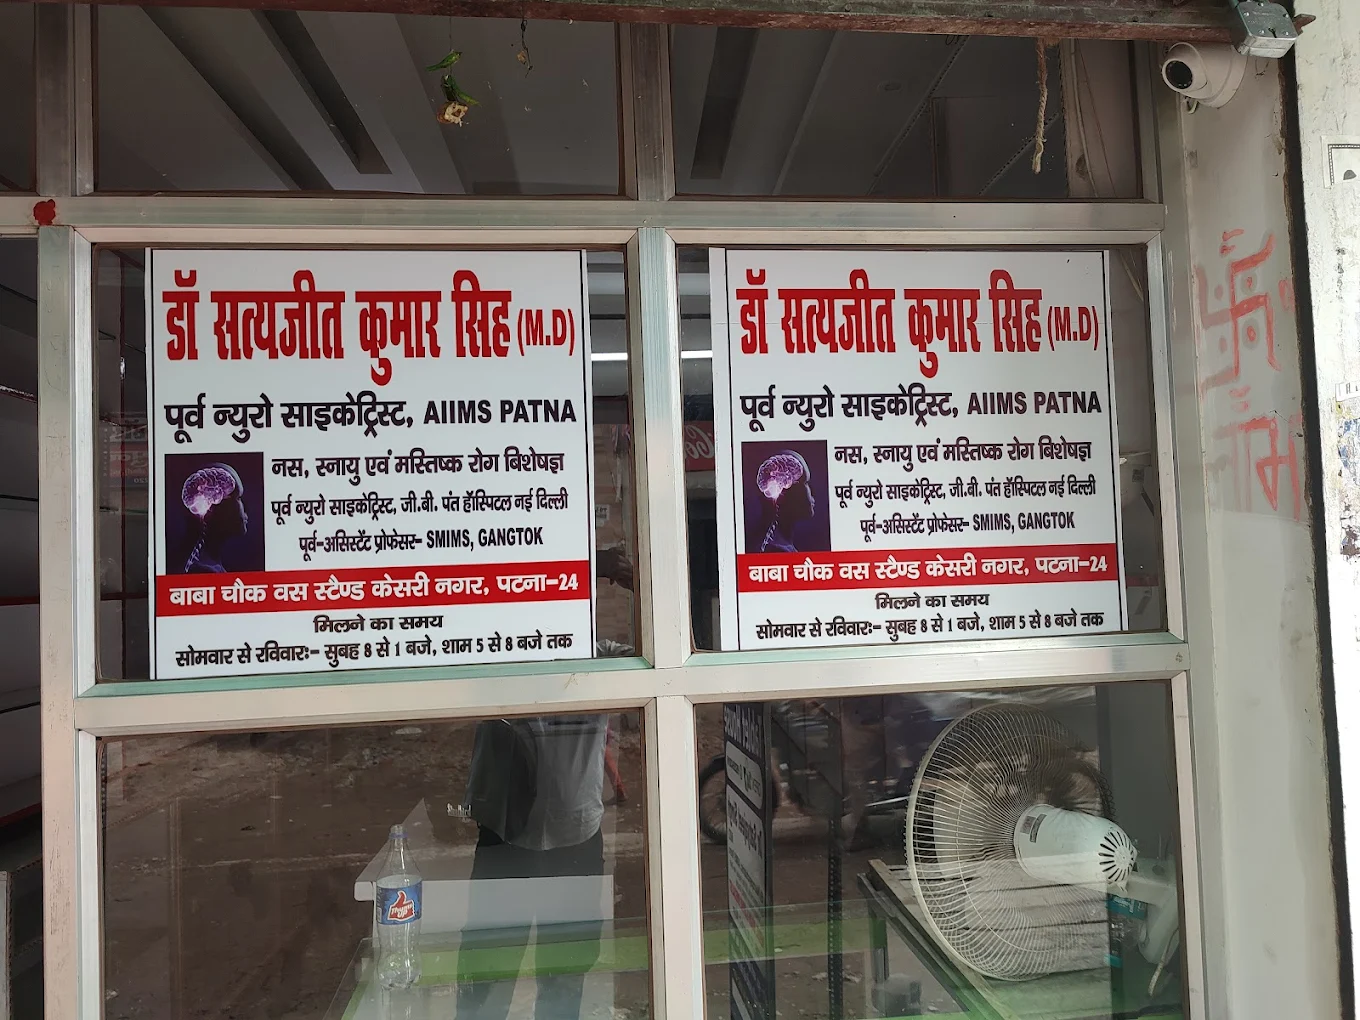 डॉ सत्यजीत कुमार सिंह (M.D)
पूर्व न्युरो साइकेट्रिस्ट, AIIMS PATNA
नस, स्नायु एवं मस्तिष्क रोग बिशेषज्ञ
पूर्व न्युरो साइकेट्रिस्ट, जी.बी. पंत हॉस्पिटल नई दिल्ली
पूर्व-असिस्टेंट प्रोफेसर- SMIMS, GANGTOK
बाबा चौक वस स्टैण्ड केसरी नगर, पटना-24
मिलने का समय
सोमवार से रविवारः- सुबह 8 से 1 बजे, शाम 5 से 8 बजे तक
डॉ सत्यजीत कुमार सिंह (M.D)
पूर्व न्युरो साइकेट्रिस्ट, AIIMS PATNA
नस, स्नायु एवं मस्तिष्क रोग बिशेषज्ञ
पूर्व न्युरो साइकेट्रिस्ट, जी.बी. पंत हॉस्पिटल नई दिल्ली
पूर्व-असिस्टेंट प्रोफेसर- SMIMS, GANGTOK
बाबा चौक वस स्टैण्ड केसरी नगर, पटना-24
मिलने का समय
सोमवार से रविवारः- सुबह 8 से 1 बजे, शाम 5 से 8 बजे तक